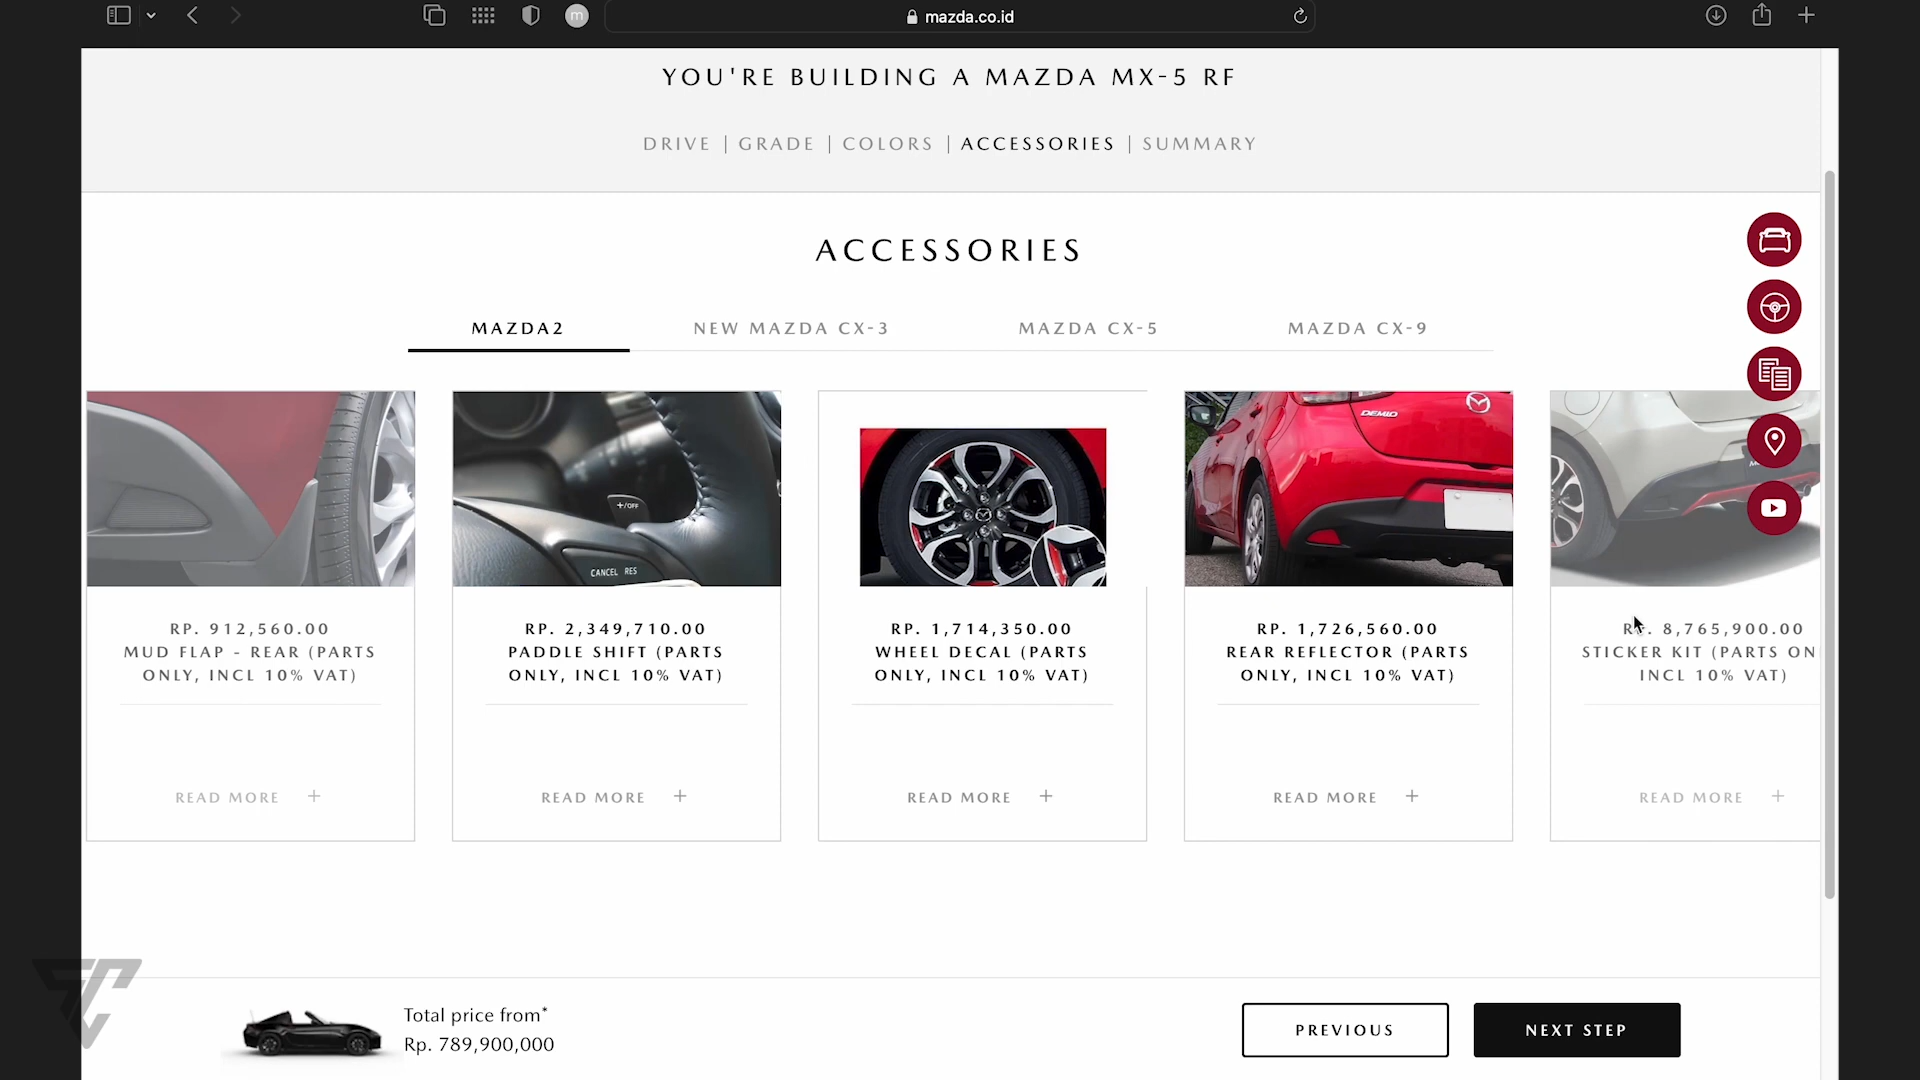 mazda.co.id
m
YOU'RE BUILDING A MAZDA MX-5 RF
DRIVE | GRADE | COLORS | ACCESSORIES | SUMMARY
ACCESSORIES
MAZDA2
NEW MAZDA CX-3
MAZDA CX-5
MAZDA CX-9
+/OFF
CANCEL RES
DEMIO
RP. 912,560.00
MUD FLAP - REAR (PARTS
ONLY, INCL 10% VAT)
READ MORE +
RP. 2,349,710.00
PADDLE SHIFT (PARTS
ONLY, INCL 10% VAT)
READ MORE +
RP. 1,714,350.00
WHEEL DECAL (PARTS
ONLY, INCL 10% VAT)
READ MORE +
RP. 1,726,560.00
REAR REFLECTOR (PARTS
ONLY, INCL 10% VAT)
READ MORE +
RP. 8,765,900.00
STICKER KIT (PARTS ON
INCL 10% VAT)
READ MORE +
Total price from*
Rp. 789,900,000
PREVIOUS
NEXT STEP